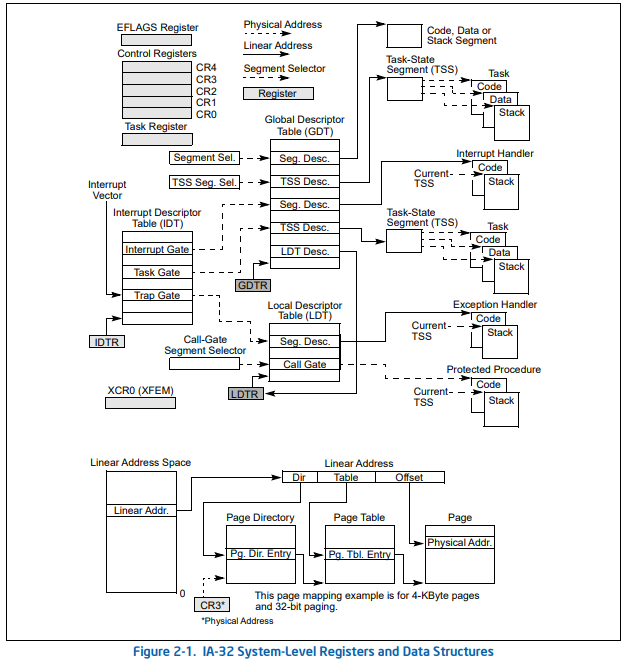 EFLAGS Register
Control Registers
CR4
CR3
CR2
CR1
CR0
Task Register
Physical Address
Linear Address
Segment Selector
Register
Global Descriptor
Table (GDT)
Segment Sel.
Seg. Desc.
TSS Seg. Sel.
TSS Desc.
Seg. Desc.
TSS Desc.
LDT Desc.
GDTR
Code, Data or
Stack Segment
Task-State
Segment (TSS)
Task
Code
Data
Stack
Interrupt Handler
Code
Current
TSS
Stack
Task-State
Segment (TSS)
Task
Code
Data
Stack
Interrupt
Vector
Interrupt Descriptor
Table (IDT)
Interrupt Gate
Task Gate
Trap Gate
IDTR
Local Descriptor
Table (LDT)
Seg. Desc.
Call Gate
LDTR
Call-Gate
Segment Selector
XCR0 (XFEM)
Exception Handler
Code
Current
TSS
Stack
Protected Procedure
Code
Current
TSS
Stack
Linear Address Space
Linear Addr.
0
Linear Address
Dir
Table
Offset
Page Directory
Pg. Dir. Entry
Page Table
Pg. Tbl. Entry
Page
Physical Addr.
CR3*
*Physical Address
This page mapping example is for 4-KByte pages
and 32-bit paging.
Figure 2-1. IA-32 System-Level Registers and Data Structures